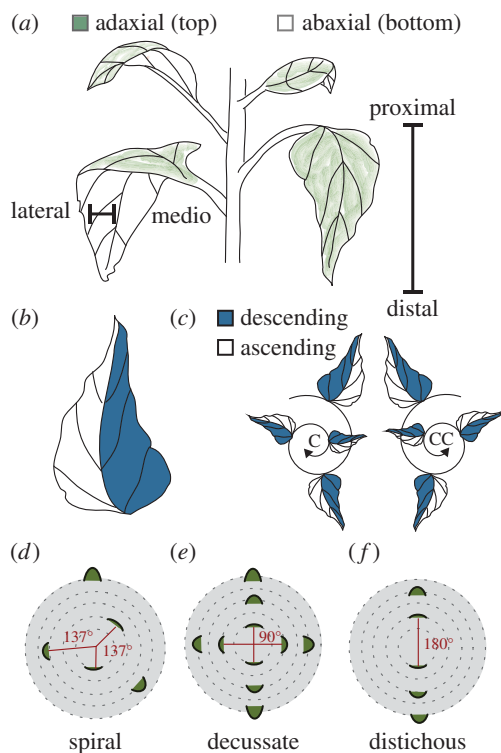 (a)
adaxial (top)
abaxial (bottom)
proximal
lateral
medio
distal
(b)
(c)
descending
ascending
C
CC
(d)
(e)
(f)
137°
137°
90°
180°
spiral
decussate
distichous